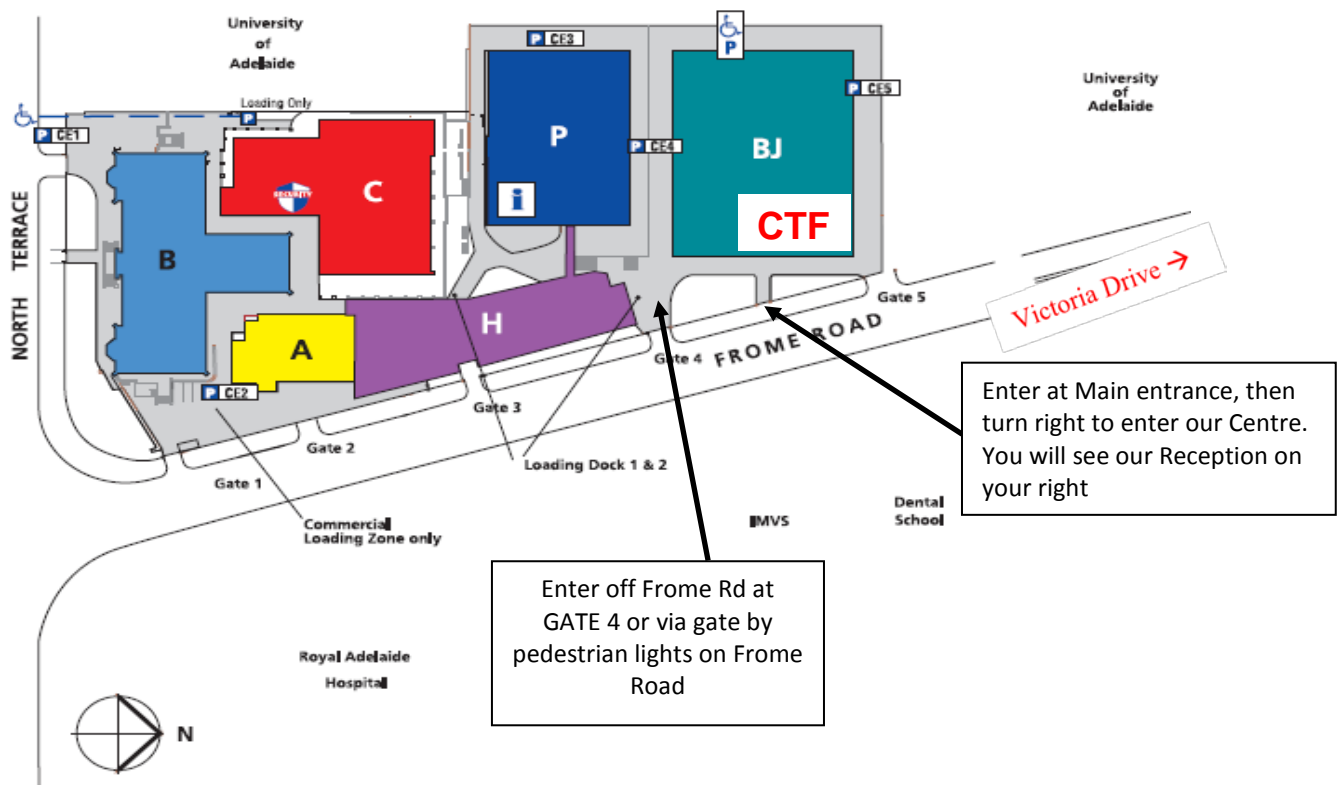 University
of
Adelaide
P CE3
P
University
of
Adelaide
Loading Only
P
P CE1
P CE5
P
P CE4
BJ
C
SECURITY
i
CTF
B
NORTH TERRACE
H
A
Victoria Drive →
Gate 5
FROME ROAD
Gate 4
P CE2
Gate 3
Gate 2
Gate 1
Loading Dock 1 & 2
Enter at Main entrance, then
turn right to enter our Centre.
You will see our Reception on
your right
Commercial
Loading Zone only
IMVS
Dental
School
Enter off Frome Rd at
GATE 4 or via gate by
pedestrian lights on Frome
Road
Royal Adelaide
Hospital
N